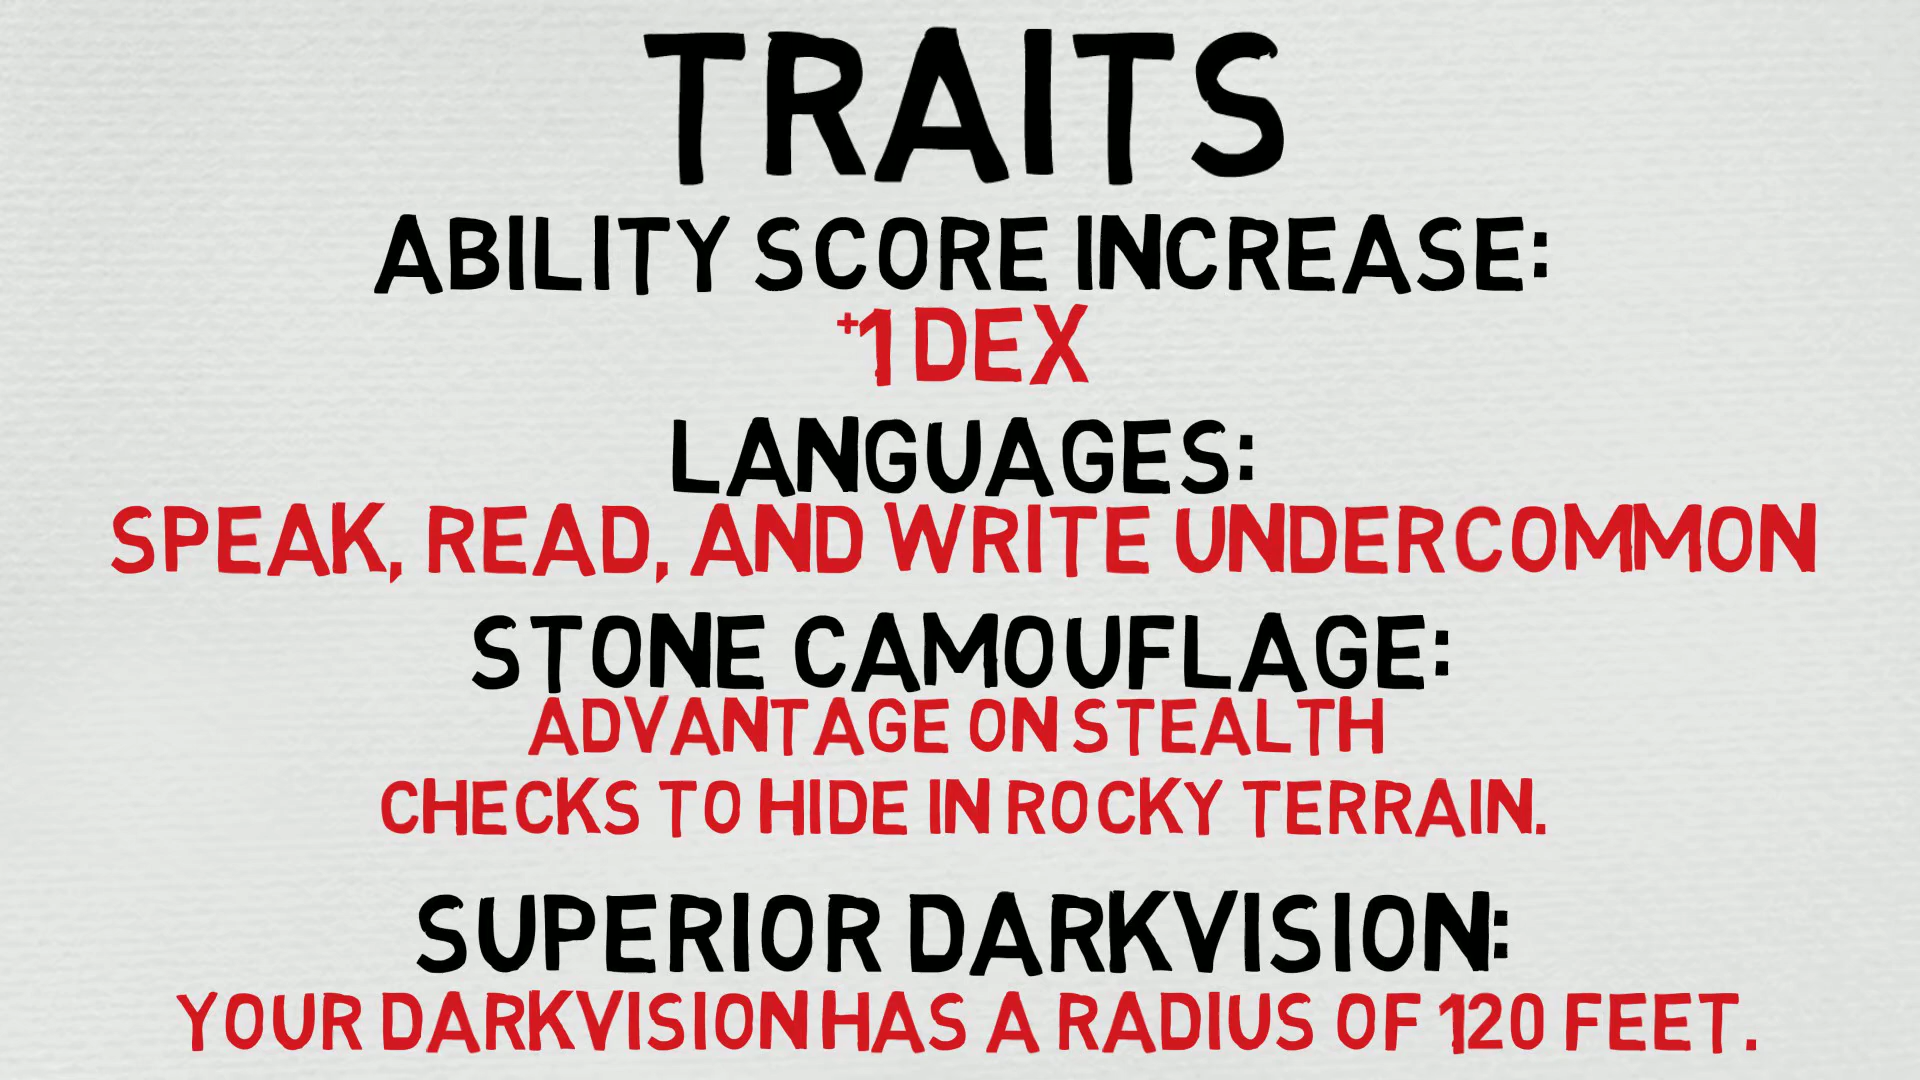 TRAITS
ABILITY SCORE INCREASE:
+1 DEX
LANGUAGES:
SPEAK, READ, AND WRITE UNDERCOMMON
STONE CAMOUFLAGE:
ADVANTAGE ON STEALTH
CHECKS TO HIDE IN ROCKY TERRAIN.
SUPERIOR DARKVISION:
YOUR DARKVISION HAS A RADIUS OF 120 FEET.